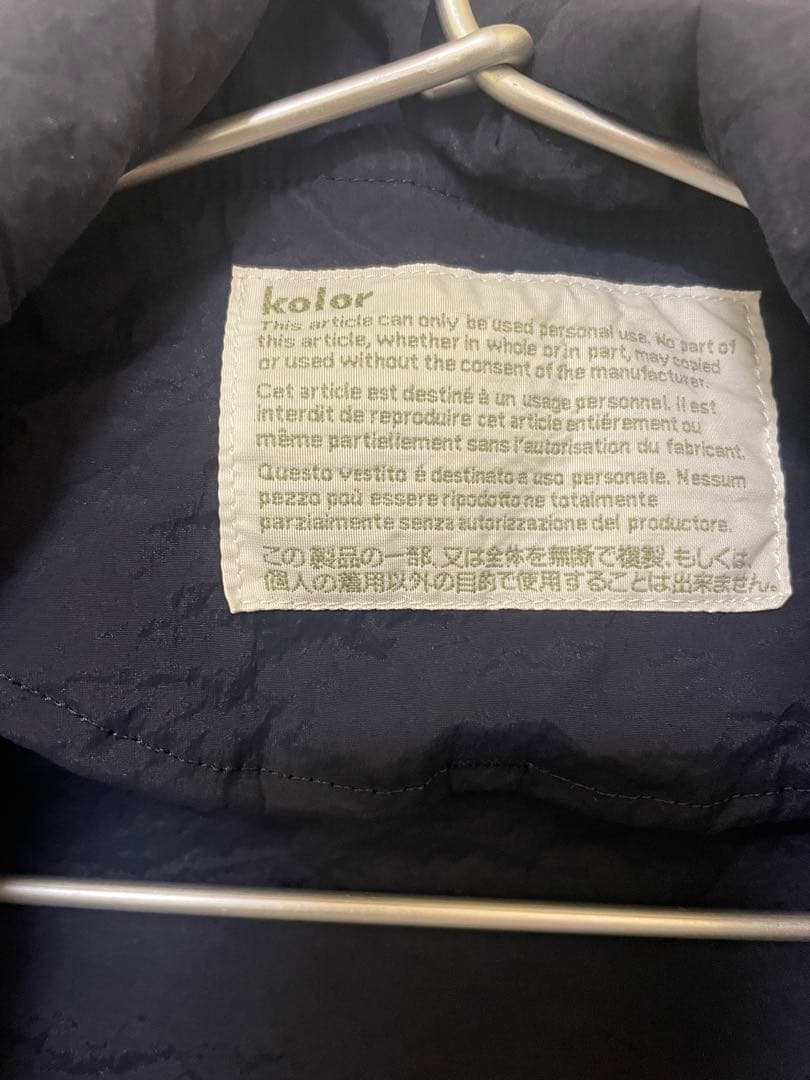 kolor
This article can only be used personal use. No part of
this article, whether in whole or in part, may copied
or used without the consent of the manufacturer.
Cet article est destiné à un usage personnel. il est
interdit de reproduire cet article entiérement ou
même partiellement sans l'autorisation du fabricant.
Questo vestito é destinato a uso personale. Nessum
pezzo poú essere ripodotto ne totalmente
parzialmente senza autorizzazione del productore.
この製品の一部、又は全体を無断で複製、もしくは、
個人の着用以外の目的で使用することは出来ません。